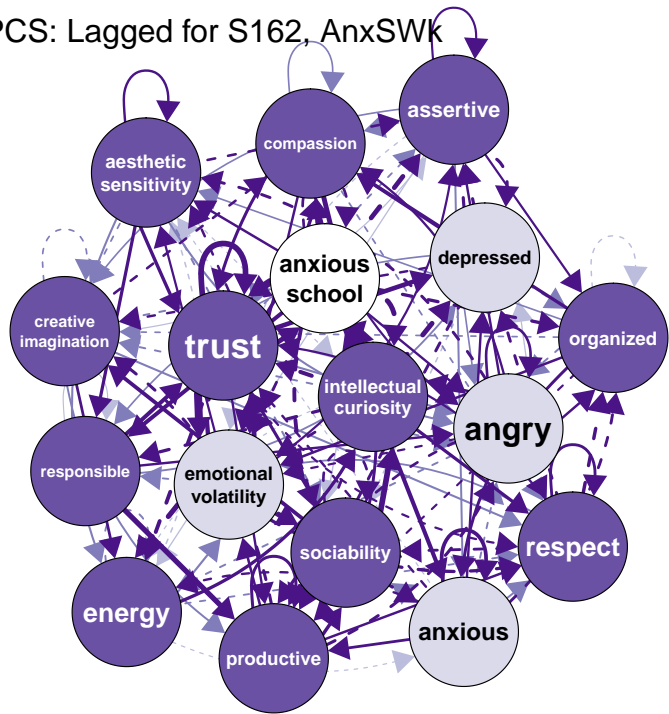 PCS: Lagged for S162, AnxSWk
assertive
compassion
aesthetic
sensitivity
depressed
anxious
school
creative
imagination
trust
organized
intellectual
curiosity
angry
responsible
emotional
volatility
sociability
respect
energy
anxious
productive